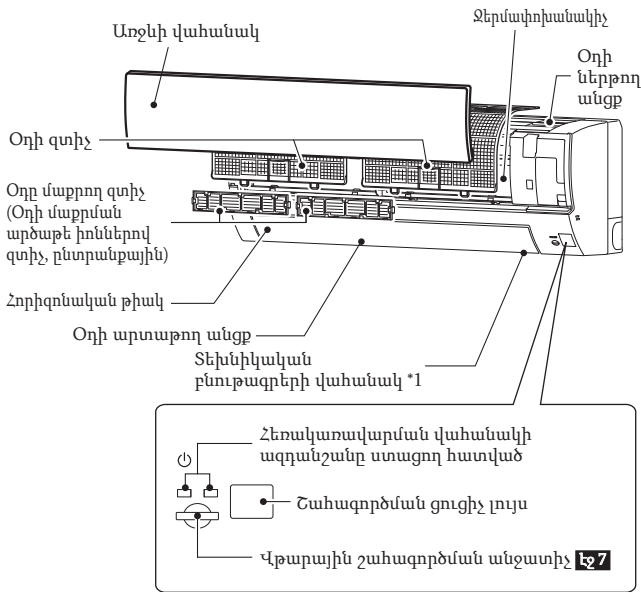 Առջևի վահանակ
Ջերմափոխանակիչ
Օդի
ներթող
անցք
Օդի զտիչ
Օդը մաքրող զտիչ
(Օդի մաքրման
արծաթե իոններով
զտիչ, ընտրանքային)
Հորիզոնական թիակ
Օդի արտաթող անցք
Տեխնիկական
բնութագրերի վահանակ *1
Հեռակառավարման վահանակի
ազդանշանը ստացող հատված
Շահագործման ցուցիչ լույս
Վթարային շահագործման անջատիչ էջ 7